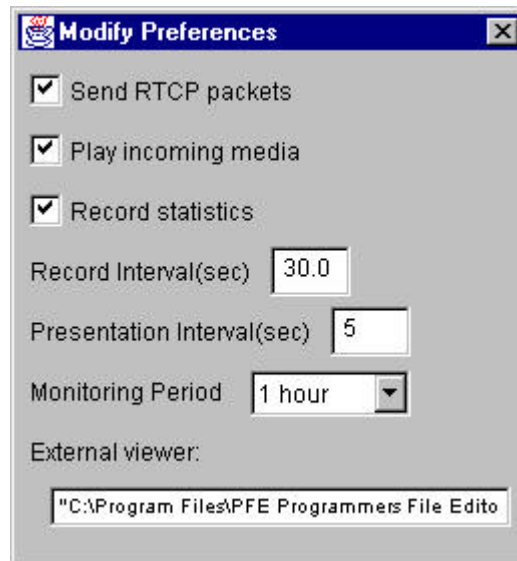 Modify Preferences
Send RTCP packets
Play incoming media
Record statistics
Record Interval(sec) 30.0
Presentation Interval(sec) 5
Monitoring Period 1 hour
External viewer:
"C:\Program Files\PFE Programmers File Edito